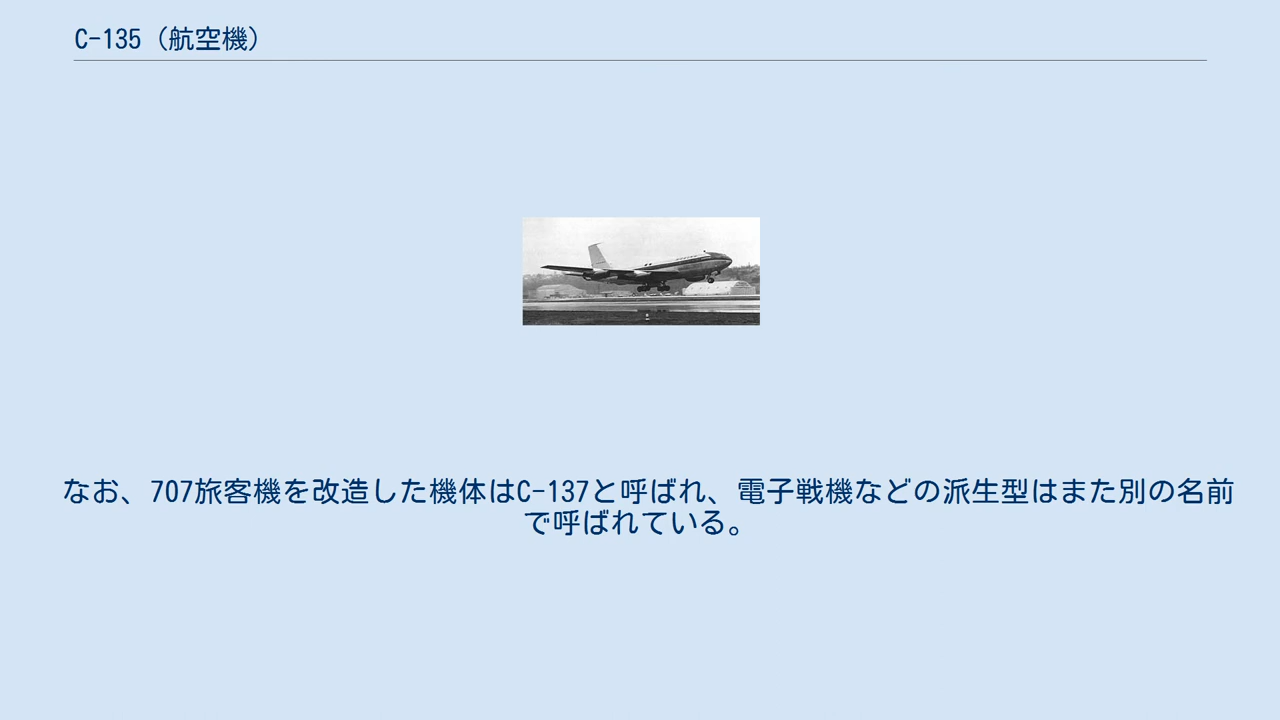 C-135（航空機）
なお、707旅客機を改造した機体はC-137と呼ばれ、電子戦機などの派生型はまた別の名前
で呼ばれている。